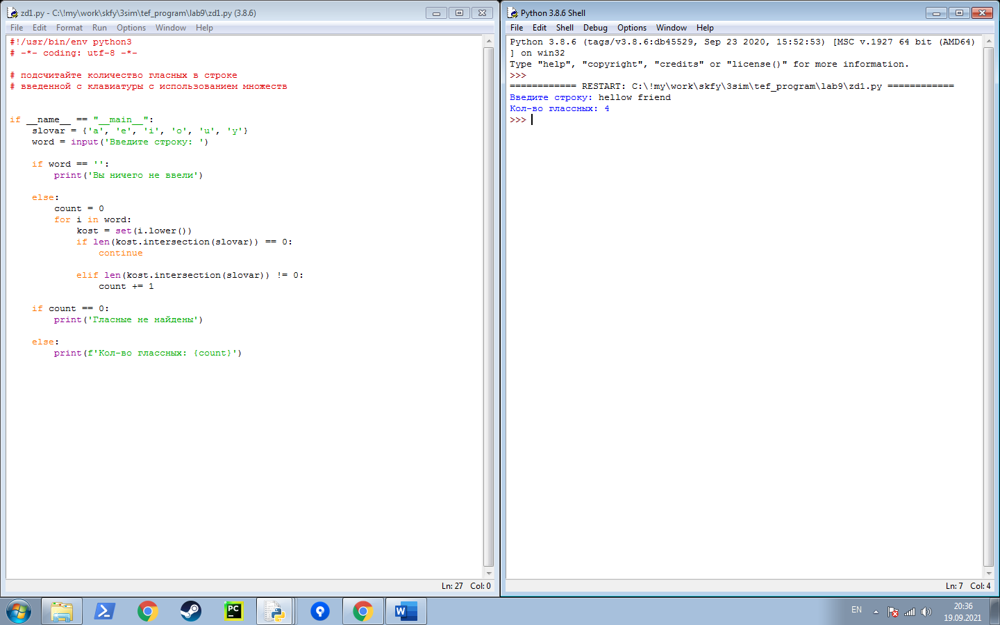 zd1.py - C:\!my\work\skfy\3sim\tef_program\lab9\zd1.py (3.8.6)
File Edit Format Run Options Window Help
#!/usr/bin/env python3
# -*- coding: utf-8 -*-
# подсчитайте количество гласных в строке
# введенной с клавиатуры с использованием множеств
if __name__ == "__main__":
    slovar = {'a', 'e', 'i', 'o', 'u', 'y'}
    word = input('Введите строку: ')
    if word == '':
        print('Вы ничего не ввели')
    else:
        count = 0
        for i in word:
            kost = set(i.lower())
            if len(kost.intersection(slovar)) == 0:
                continue
            elif len(kost.intersection(slovar)) != 0:
                count += 1
    if count == 0:
        print('Гласные не найдены')
    else:
        print(f'Кол-во глассных: {count}')
Ln: 27 Col: 0
Python 3.8.6 Shell
File Edit Shell Debug Options Window Help
Python 3.8.6 (tags/v3.8.6:db45529, Sep 23 2020, 15:52:53) [MSC v.1927 64 bit (AMD64)
] on win32
Type "help", "copyright", "credits" or "license()" for more information.
>>>
============ RESTART: C:\!my\work\skfy\3sim\tef_program\lab9\zd1.py ============
Введите строку: hellow friend
Кол-во глассных: 4
>>>
Ln: 7 Col: 4
PC
W
EN
20:36
19.09.2021